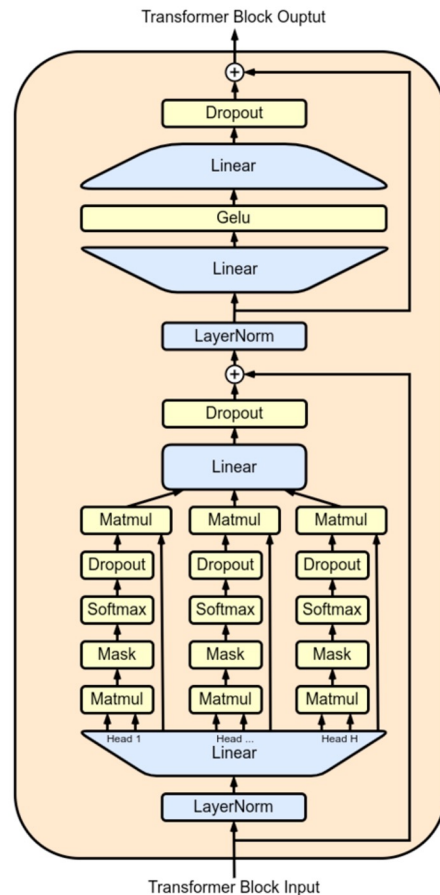 Transformer Block Ouptut
+
Dropout
Linear
Gelu
Linear
LayerNorm
+
Dropout
Linear
Matmul Matmul Matmul
Dropout Dropout Dropout
Softmax Softmax Softmax
Mask Mask Mask
Matmul Matmul Matmul
Head 1 Head ... Head H
Linear
LayerNorm
Transformer Block Input